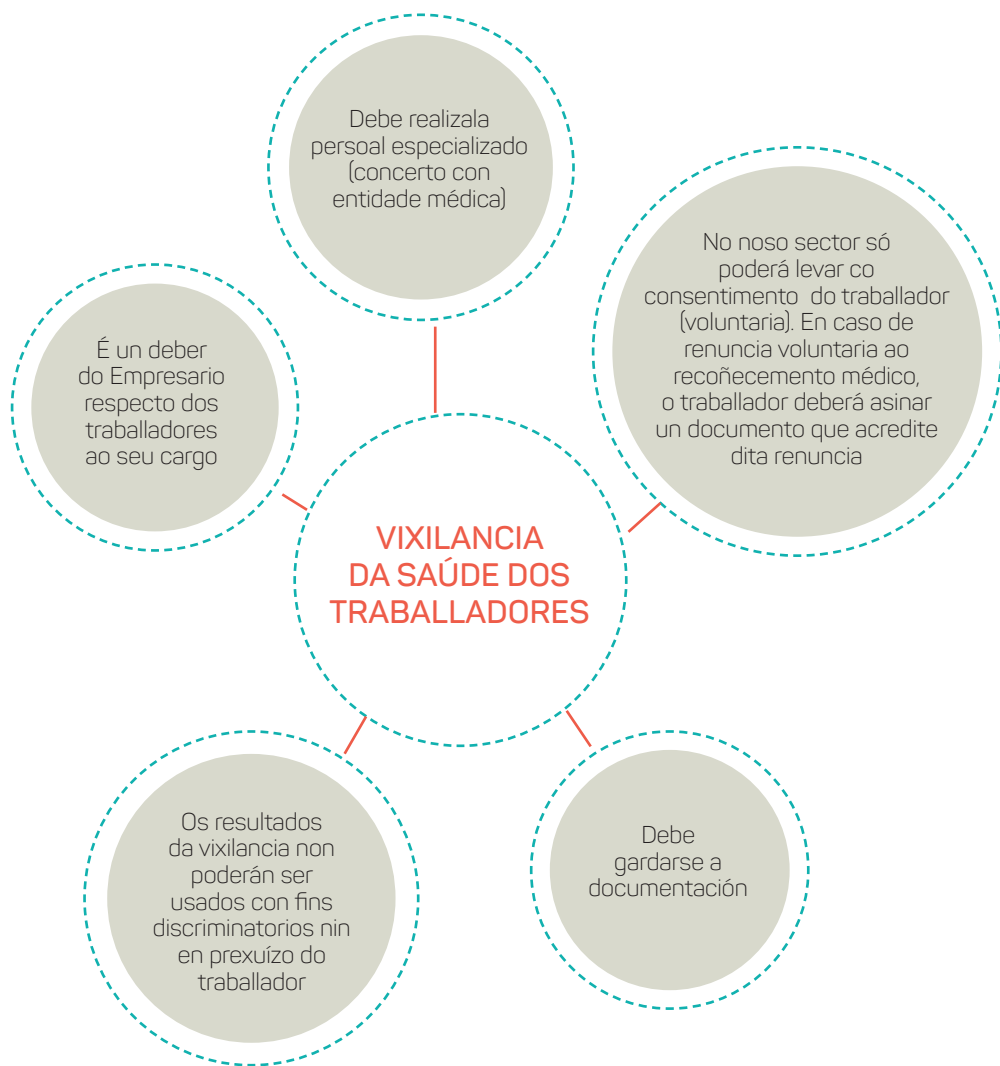 Debe realizala
persoal especializado
(concerto con
entidade médica)
No noso sector só
poderá levar co
consentimento do traballador
(voluntaria). En caso de
renuncia voluntaria ao
recoñecemento médico,
o traballador deberá asinar
un documento que acredite
dita renuncia
É un deber
do Empresario
respecto dos
traballadores
ao seu cargo
VIXILANCIA
DA SAÚDE DOS
TRABALLADORES
Os resultados
da vixilancia non
poderán ser
usados con fins
discriminatorios nin
en prexuízo do
traballador
Debe
gardarse a
documentación